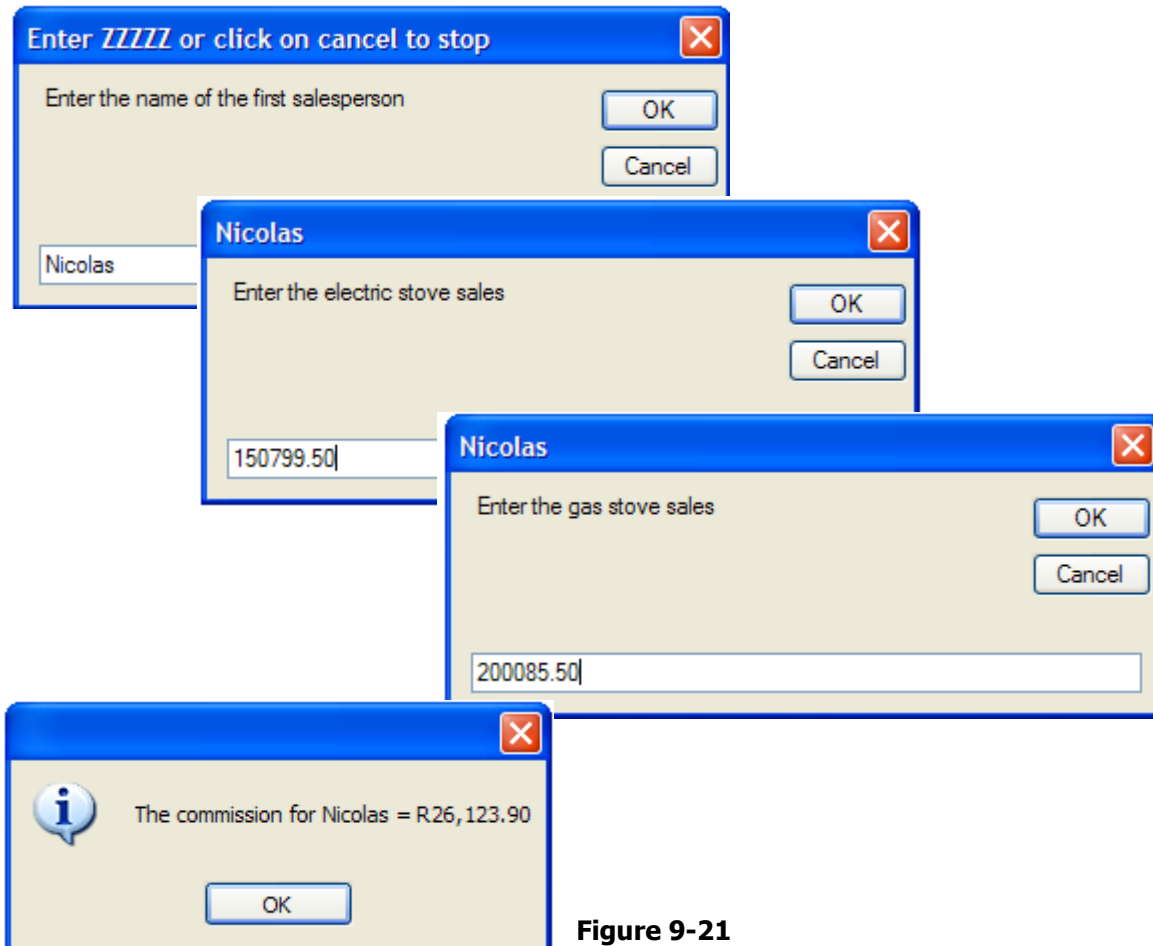 Enter ZZZZZ or click on cancel to stop
Enter the name of the first salesperson
OK
Cancel
Nicolas
Nicolas
Enter the electric stove sales
OK
Cancel
150799.50
Nicolas
Enter the gas stove sales
OK
Cancel
200085.50
The commission for Nicolas = R26,123.90
OK
Figure 9-21